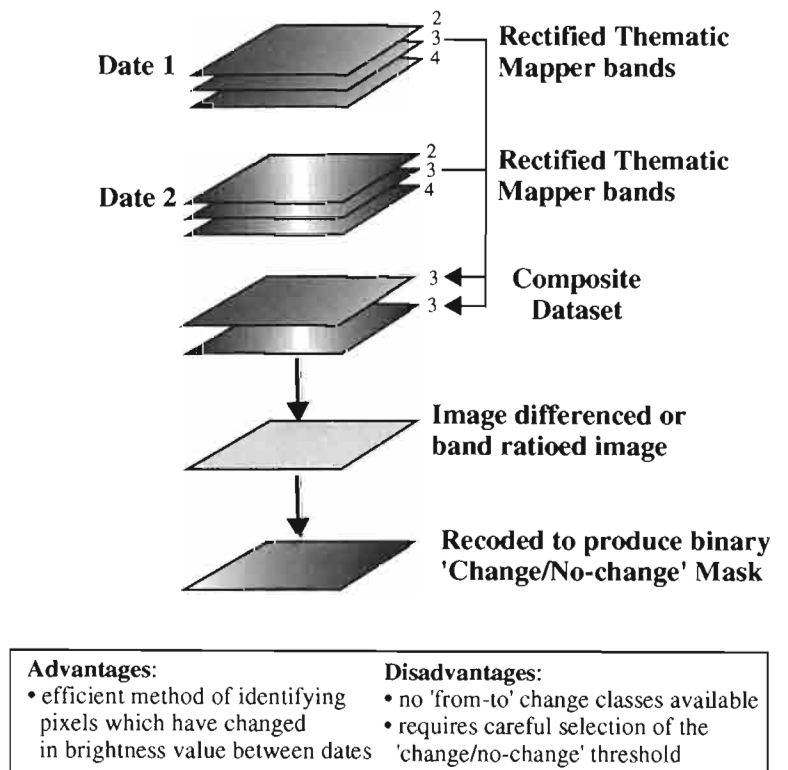 2
3
4
Date 1
Rectified Thematic
Mapper bands
2
3
4
Date 2
Rectified Thematic
Mapper bands
3
3
Composite
Dataset
Image differenced or
band ratioed image
Recoded to produce binary
'Change/No-change' Mask
Advantages:
• efficient method of identifying
pixels which have changed
in brightness value between dates
Disadvantages:
• no 'from-to' change classes available
• requires careful selection of the
'change/no-change' threshold